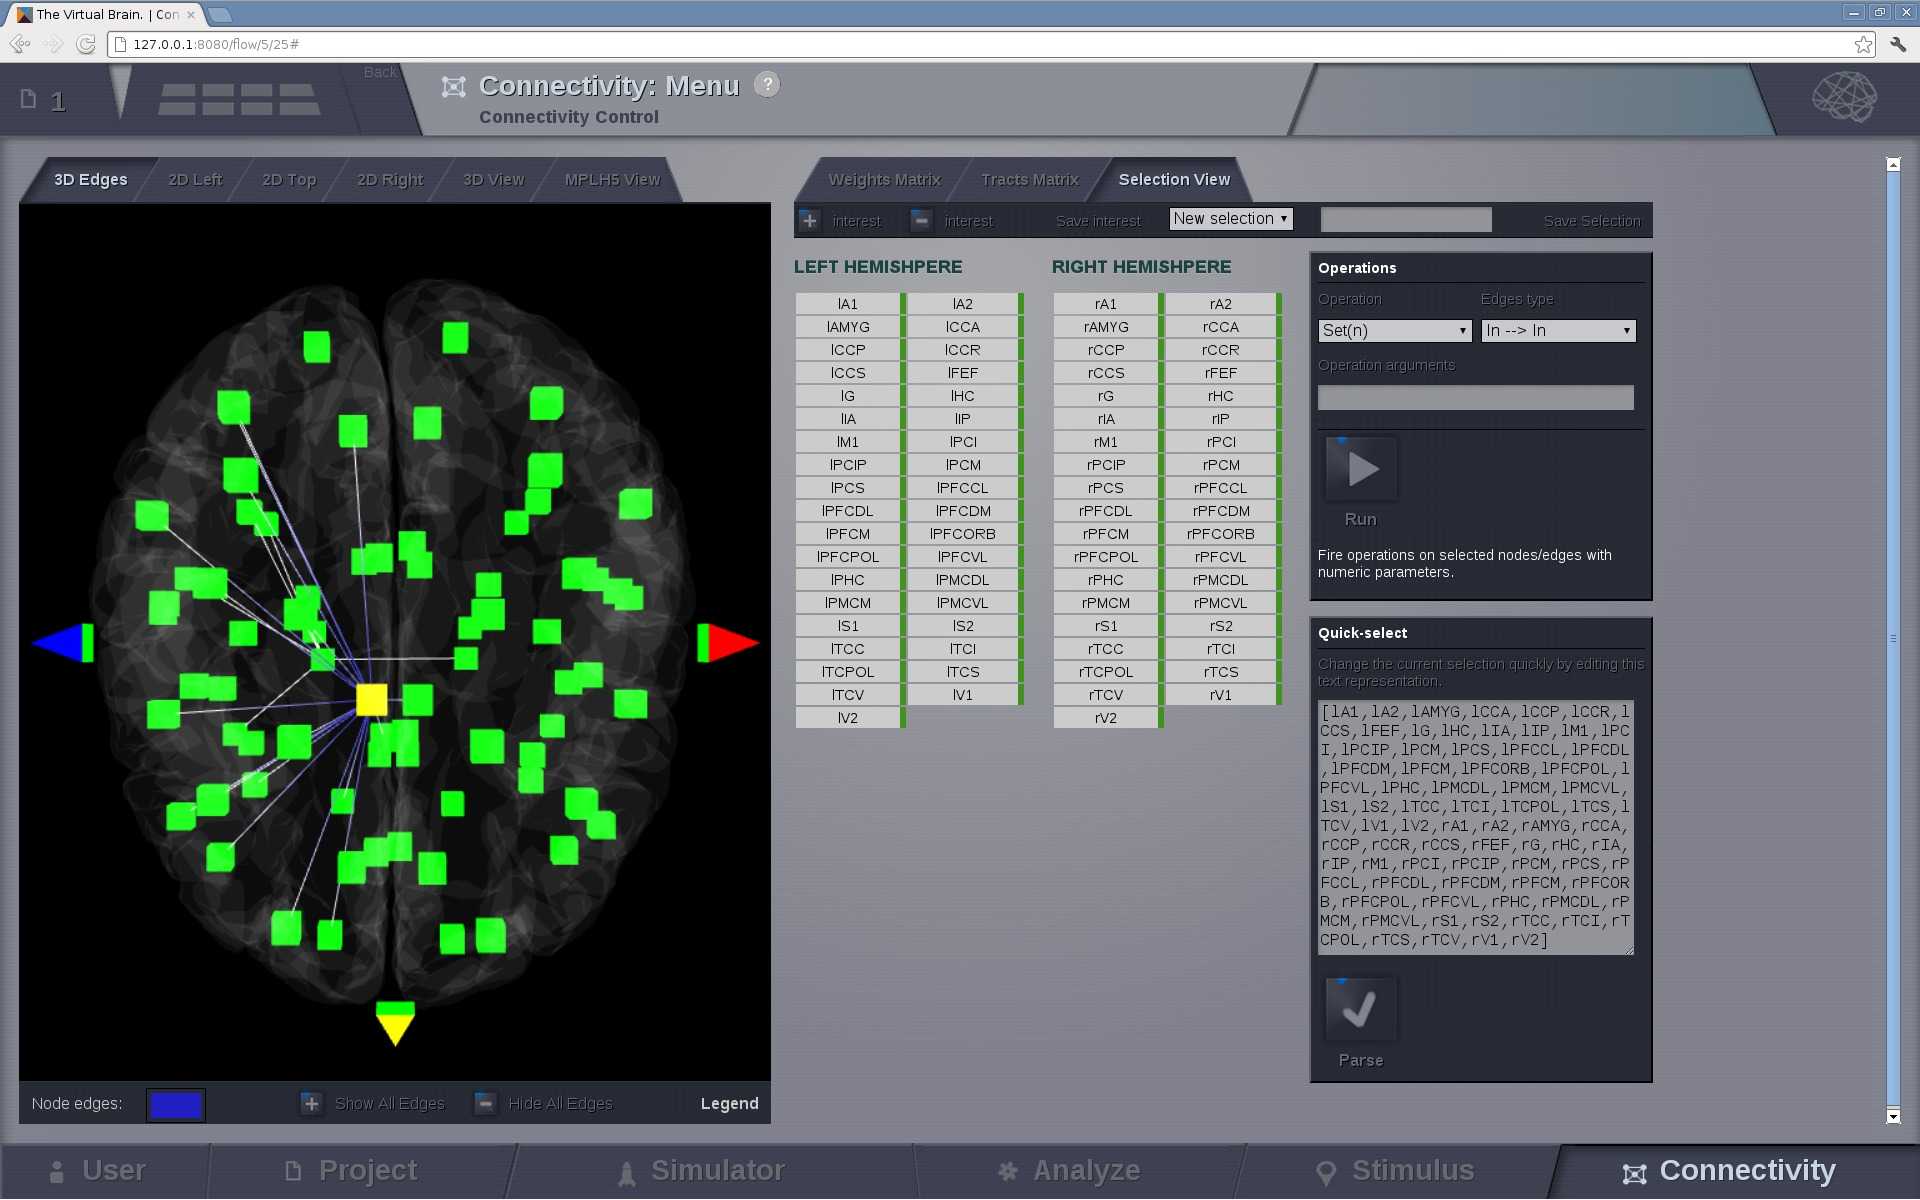 The Virtual Brain. | Con
127.0.0.1:8080/flow/5/25#
1
Back
Connectivity: Menu ?
Connectivity Control
3D Edges 2D Left 2D Top 2D Right 3D View MPLH5 View
Weights Matrix Tracts Matrix Selection View
interest interest Save interest New selection Save Selection
LEFT HEMISHPERE RIGHT HEMISHPERE
lA1 lA2 rA1 rA2
lAMYG lCCA rAMYG rCCA
lCCP lCCR rCCP rCCR
lCCS lFEF rCCS rFEF
lG lHC rG rHC
lIA lIP rIA rIP
lM1 lPCI rM1 rPCI
lPCIP lPCM rPCIP rPCM
lPCS lPFCCL rPCS rPFCCL
lPFCDL lPFCDM rPFCDL rPFCDM
lPFCM lPFCORB rPFCM rPFCORB
lPFCPOL lPFCVL rPFCPOL rPFCVL
lPHC lPMCDL rPHC rPMCDL
lPMCM lPMCVL rPMCM rPMCVL
lS1 lS2 rS1 rS2
lTCC lTCI rTCC rTCI
lTCPOL lTCS rTCPOL rTCS
lTCV lV1 rTCV rV1
lV2 rV2
Operations
Operation Edges type
Set(n) In --> In
Operation arguments
Run
Fire operations on selected nodes/edges with
numeric parameters.
Quick-select
Change the current selection quickly by editing this
text representation.
[lA1,lA2,lAMYG,lCCA,lCCP,lCCR,l
CCS,lFEF,lG,lHC,lIA,lIP,lM1,lPC
I,lPCIP,lPCM,lPCS,lPFCCL,lPFCDL
,lPFCDM,lPFCM,lPFCORB,lPFCPOL,l
PFCVL,lPHC,lPMCDL,lPMCM,lPMCVL,
lS1,lS2,lTCC,lTCI,lTCPOL,lTCS,l
TCV,lV1,lV2,rA1,rA2,rAMYG,rCCA,
rCCP,rCCR,rCCS,rFEF,rG,rHC,rIA,
rIP,rM1,rPCI,rPCIP,rPCM,rPCS,rP
FCCL,rPFCDL,rPFCDM,rPFCM,rPFCOR
B,rPFCPOL,rPFCVL,rPHC,rPMCDL,rP
MCM,rPMCVL,rS1,rS2,rTCC,rTCI,rT
CPOL,rTCS,rTCV,rV1,rV2]
Parse
Node edges: Show All Edges Hide All Edges Legend
User Project Simulator Analyze Stimulus Connectivity